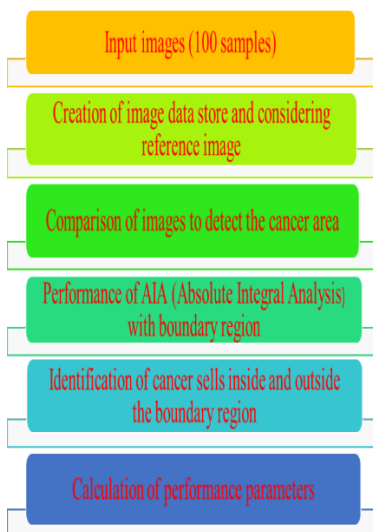 Input images (100 samples)
Creation of image data store and considering
reference image
Comparison of images to detect the cancer area
Performance of AIA (Absolute Integral Analysis)
with boundary region
Identification of cancer sells inside and outside
the boundary region
Calculation of performance parameters